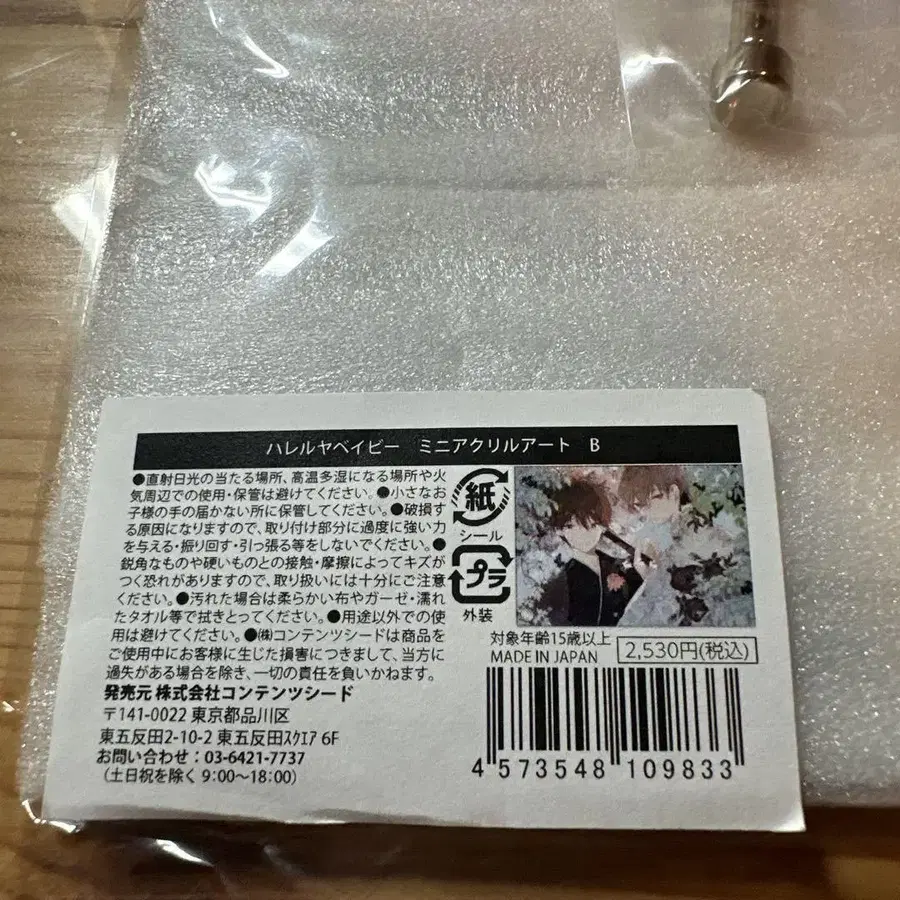 ハレルヤベイビー ミニアクリルアート B
●直射日光の当たる場所、高温多湿になる場所や火
気周辺での使用・保管は避けてください。●小さなお
子様の手の届かない所に保管してください。●破損す
る原因になりますので、取り付け部分に過度に強い力
を与える・振り回す・引っ張る等をしないでください。●
鋭角なものや硬いものとの接触・摩擦によってキズが
つく恐れがありますので、取り扱いには十分にご注意
ください。●汚れた場合は柔らかい布やガーゼ・濡れ
たタオル等で拭きとってください。●用途以外での使
用は避けてください。●㈱コンテンツシードは商品を
ご使用中にお客様に生じた損害につきまして、当方に
過失がある場合を除き、一切の責任を負いかねます。
発売元 株式会社コンテンツシード
〒141-0022 東京都品川区
東五反田2-10-2 東五反田ｽｸｴｱ 6F
お問い合わせ：03-6421-7737
（土日祝を除く 9:00〜18:00）
紙
シール
プラ
外装
対象年齢15歳以上
MADE IN JAPAN
2,530円(税込)
4 573548 109833